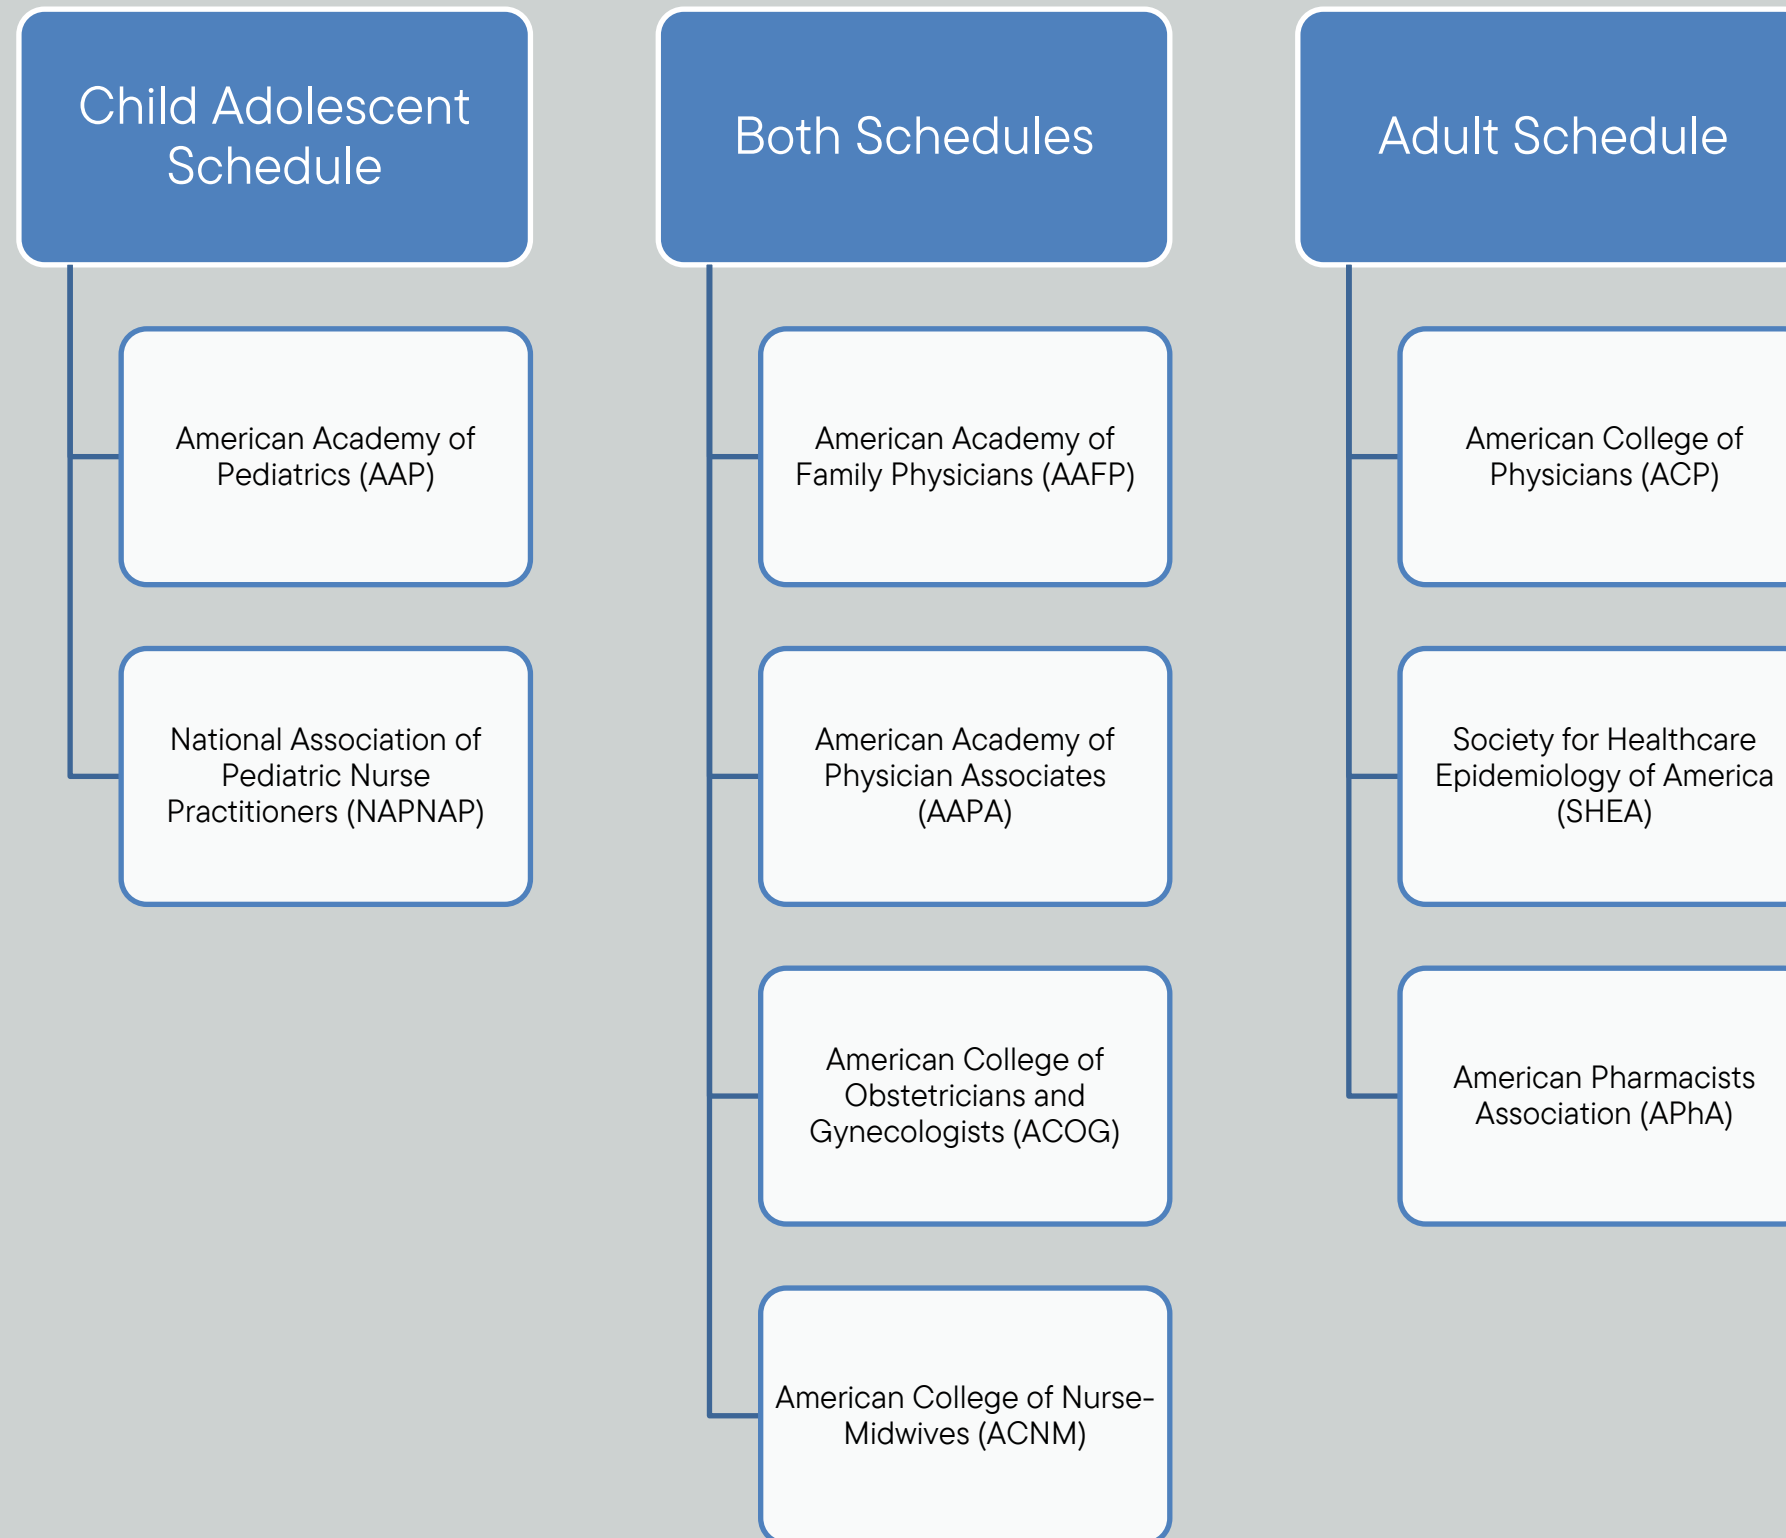 Child Adolescent
Schedule
American Academy of
Pediatrics (AAP)
National Association of
Pediatric Nurse
Practitioners (NAPNAP)
Both Schedules
American Academy of
Family Physicians (AAFP)
American Academy of
Physician Associates
(AAPA)
American College of
Obstetricians and
Gynecologists (ACOG)
American College of Nurse-
Midwives (ACNM)
Adult Schedule
American College of
Physicians (ACP)
Society for Healthcare
Epidemiology of America
(SHEA)
American Pharmacists
Association (APhA)